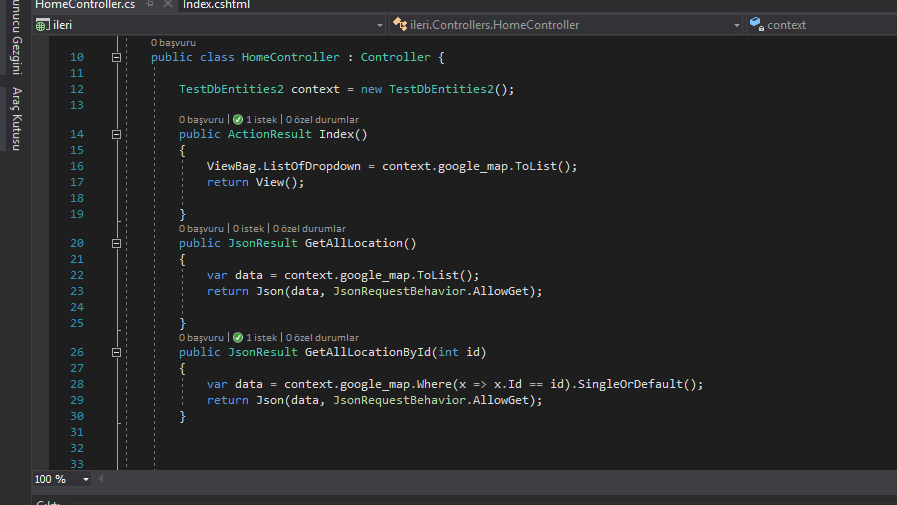 HomeController.cs Index.cshtml
ileri ileri.Controllers.HomeController context
Gezgini
Araç Kutusu
0 başvuru
10 public class HomeController : Controller {
11
12 TestDbEntities2 context = new TestDbEntities2();
13
0 başvuru | 1 istek | 0 özel durumlar
14 public ActionResult Index()
15 {
16 ViewBag.ListOfDropdown = context.google_map.ToList();
17 return View();
18
19 }
0 başvuru | 0 istek | 0 özel durumlar
20 public JsonResult GetAllLocation()
21 {
22 var data = context.google_map.ToList();
23 return Json(data, JsonRequestBehavior.AllowGet);
24
25 }
0 başvuru | 1 istek | 0 özel durumlar
26 public JsonResult GetAllLocationById(int id)
27 {
28 var data = context.google_map.Where(x => x.Id == id).SingleOrDefault();
29 return Json(data, JsonRequestBehavior.AllowGet);
30 }
31
32
33
100 %